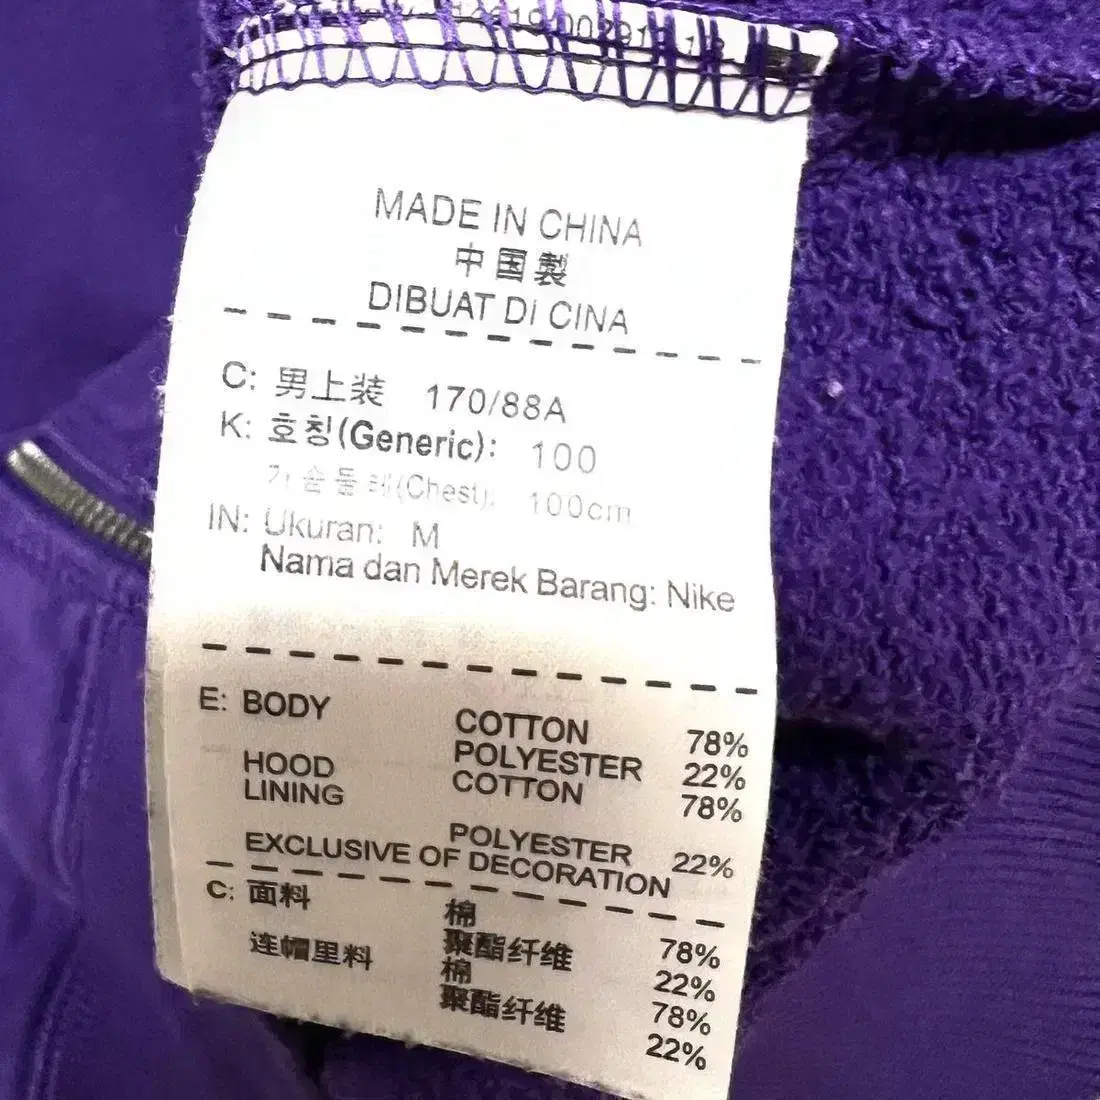 MADE IN CHINA
中国製
DIBUAT DI CINA
C: 男上装 170/88A
K: 호칭(Generic): 100
가슴둘레(Chest): 100cm
IN: Ukuran: M
Nama dan Merek Barang: Nike
E: BODY COTTON 78%
POLYESTER 22%
HOOD LINING COTTON 78%
POLYESTER 22%
EXCLUSIVE OF DECORATION
C: 面料 棉 78%
聚酯纤维 22%
连帽里料 棉 78%
聚酯纤维 22%